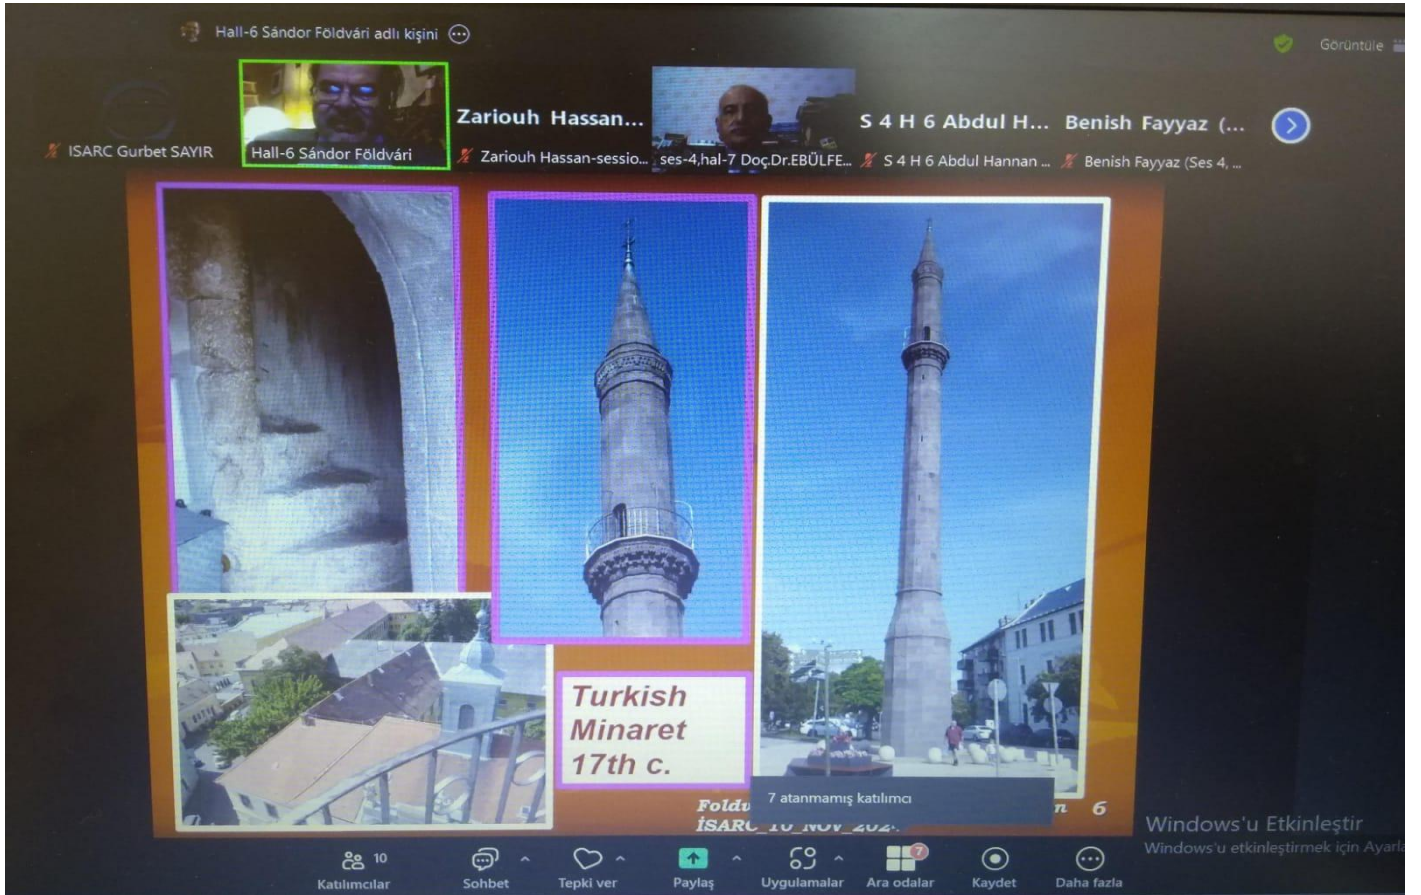 Hall-6 Sándor Földvári adlı kişini
Görüntüle
ISARC Gurbet SAYIR
Hall-6 Sándor Földvári
Zariouh Hassan...
Zariouh Hassan-sessio...
ses-4,hal-7 Doç.Dr.EBÜLFE...
S 4 H 6 Abdul H...
S 4 H 6 Abdul Hannan ...
Benish Fayyaz (...
Benish Fayyaz (Ses 4, ...
Turkish
Minaret
17th c.
7 atanmamış katılımcı
6
Windows'u Etkinleştir
Windows'u etkinleştirmek için Ayarla
10
Katılımcılar
Sohbet
Tepki ver
Paylaş
Uygulamalar
7
Ara odalar
Kaydet
Daha fazla